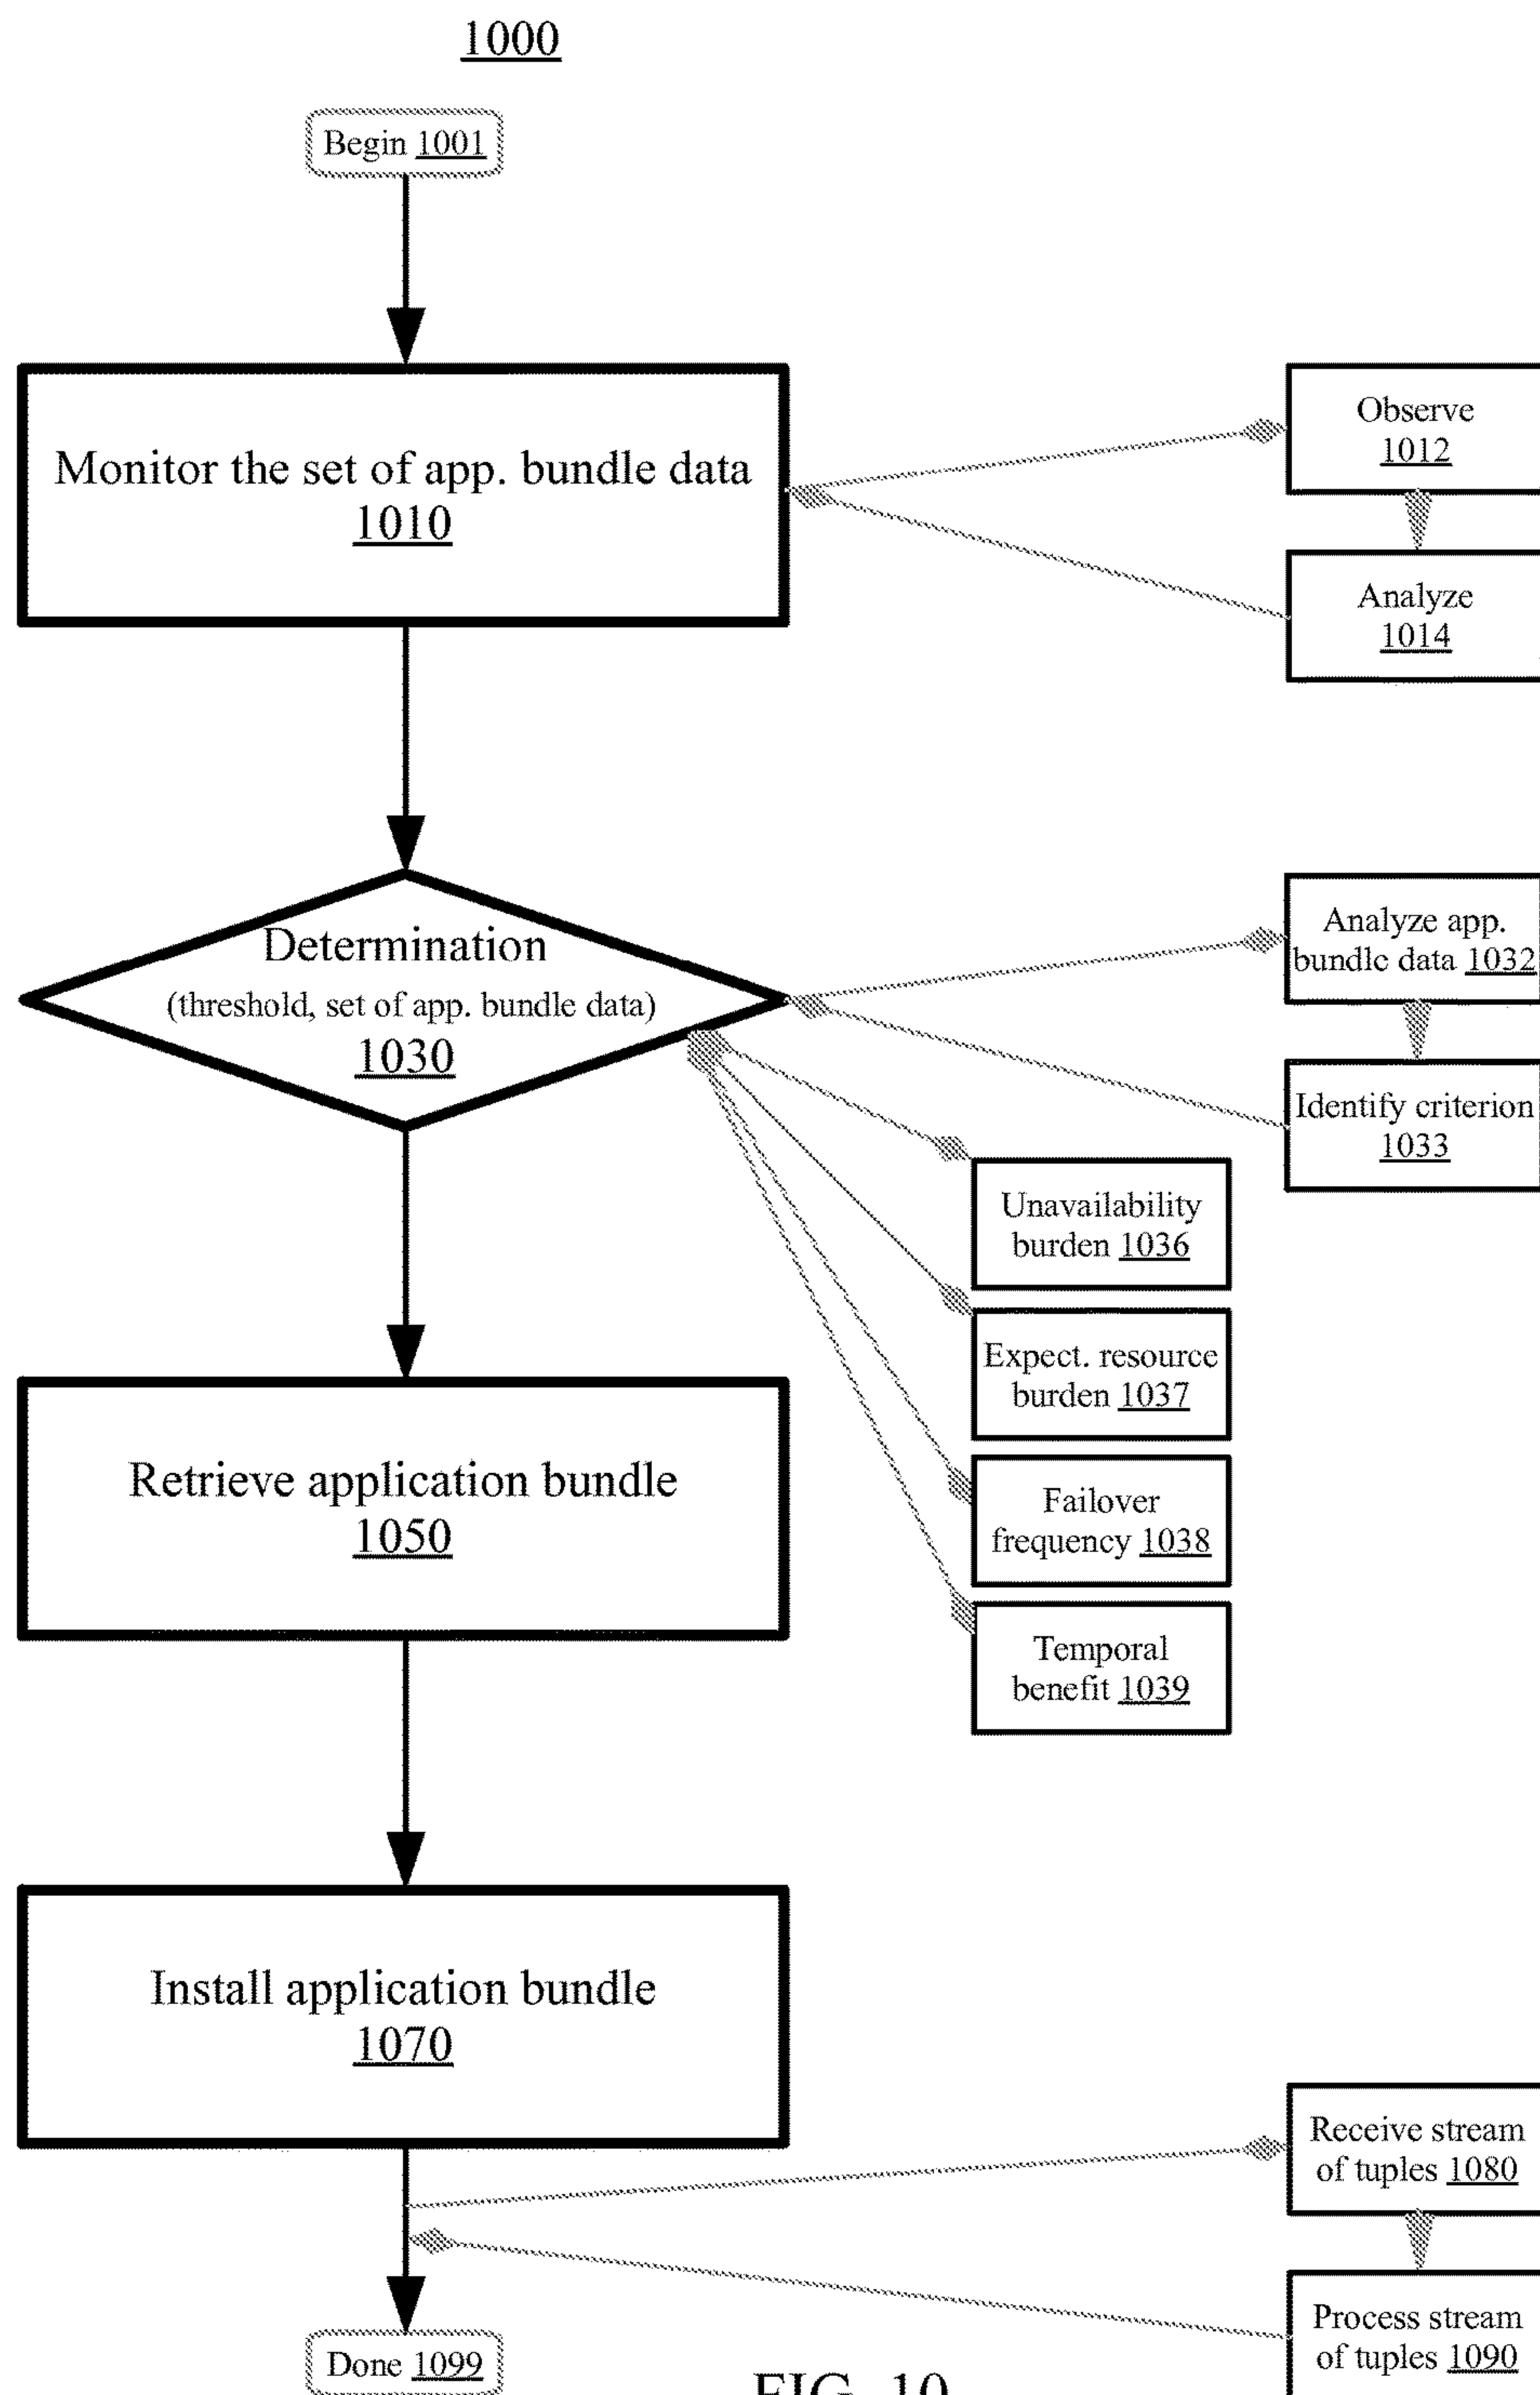 1000
Begin 1001
Monitor the set of app. bundle data
1010
Observe
1012
Analyze
1014
Determination
(threshold, set of app. bundle data)
1030
Analyze app.
bundle data 1032
Identify criterion
1033
Unavailability
burden 1036
Expect. resource
burden 1037
Failover
frequency 1038
Temporal
benefit 1039
Retrieve application bundle
1050
Install application bundle
1070
Receive stream
of tuples 1080
Process stream
of tuples 1090
Done 1099
FIG. 10